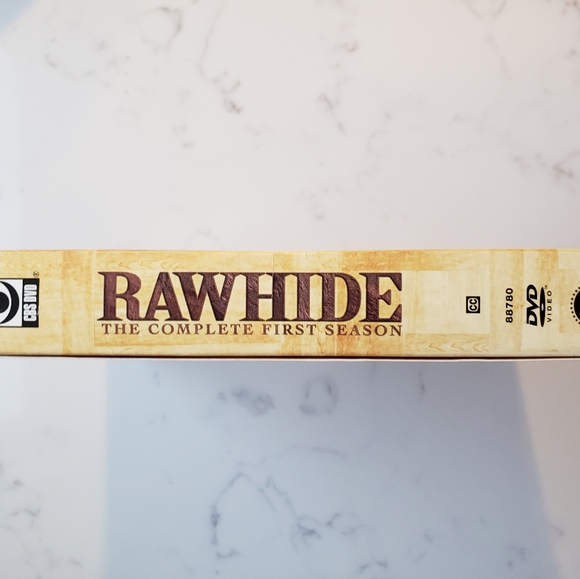 CBS DVD
®
RAWHIDE
THE COMPLETE FIRST SEASON
CC
88780
DVD
VIDEO